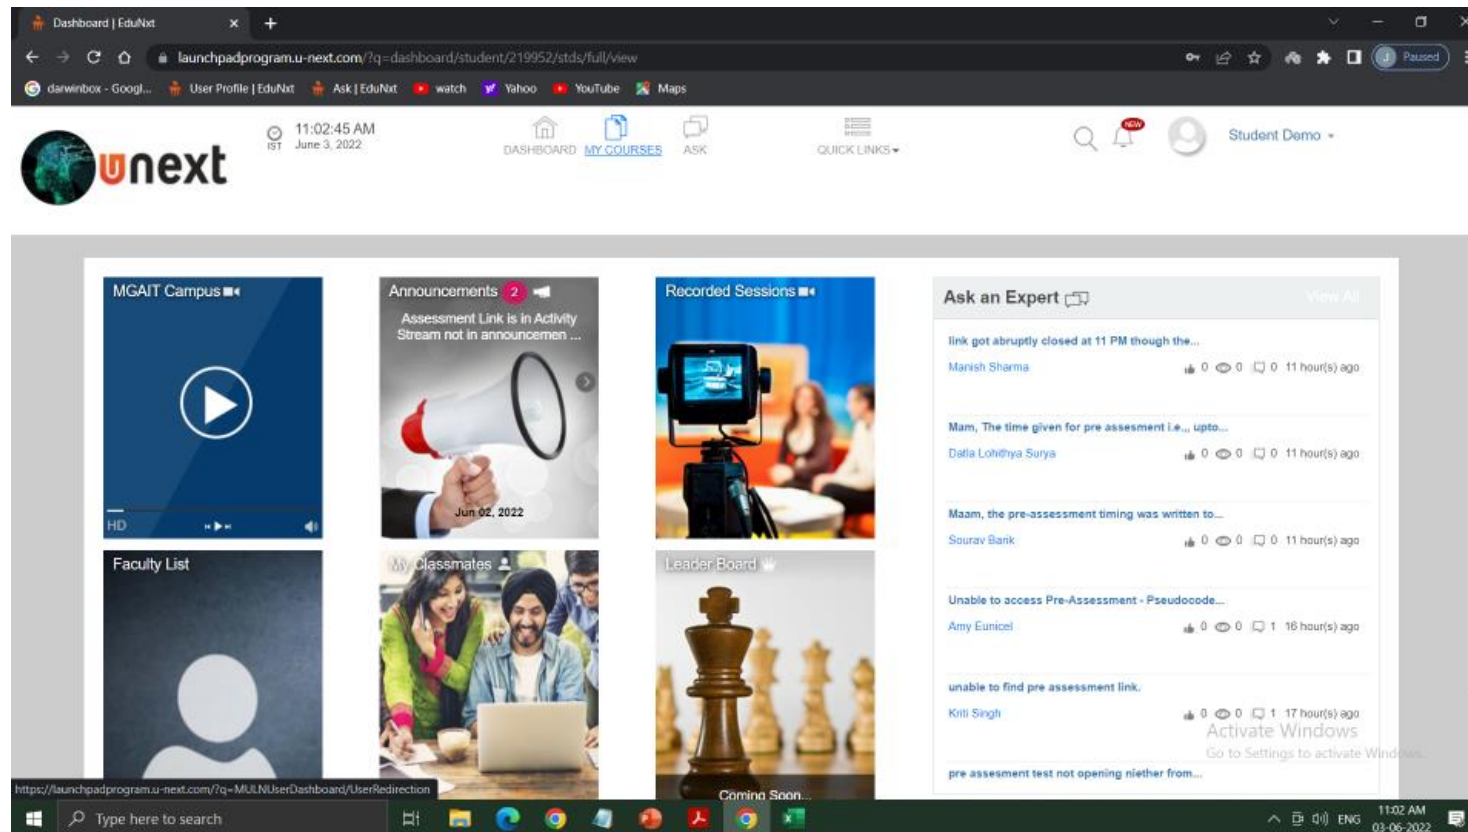 Dashboard | EduNxt
launchpadprogram.u-next.com/?q=dashboard/student/219952/stds/full/view
Paused
darwinbox - Googl...
User Profile | EduNxt
Ask | EduNxt
watch
Yahoo
YouTube
Maps
unext
11:02:45 AM
IST June 3, 2022
DASHBOARD
MY COURSES
ASK
QUICK LINKS
NEW
Student Demo
MGAIT Campus
HD
Announcements 2
Assessment Link is in Activity
Stream not in announcemen ...
Jun 02, 2022
Recorded Sessions
Faculty List
My Classmates
Leader Board
Coming Soon...
Ask an Expert
View All
link got abruptly closed at 11 PM though the...
Manish Sharma 0 0 0 11 hour(s) ago
Mam, The time given for pre assesment i.e.,, upto...
Datla Lohithya Surya 0 0 0 11 hour(s) ago
Maam, the pre-assessment timing was written to...
Sourav Barik 0 0 0 11 hour(s) ago
Unable to access Pre-Assessment - Pseudocode...
Amy Eunicel 0 0 1 16 hour(s) ago
unable to find pre assessment link.
Kriti Singh 0 0 1 17 hour(s) ago
pre assesment test not opening niether from...
Activate Windows
Go to Settings to activate Windows.
https://launchpadprogram.u-next.com/?q=MULNUserDashboard/UserRedirection
Type here to search
ENG
11:02 AM
03-06-2022